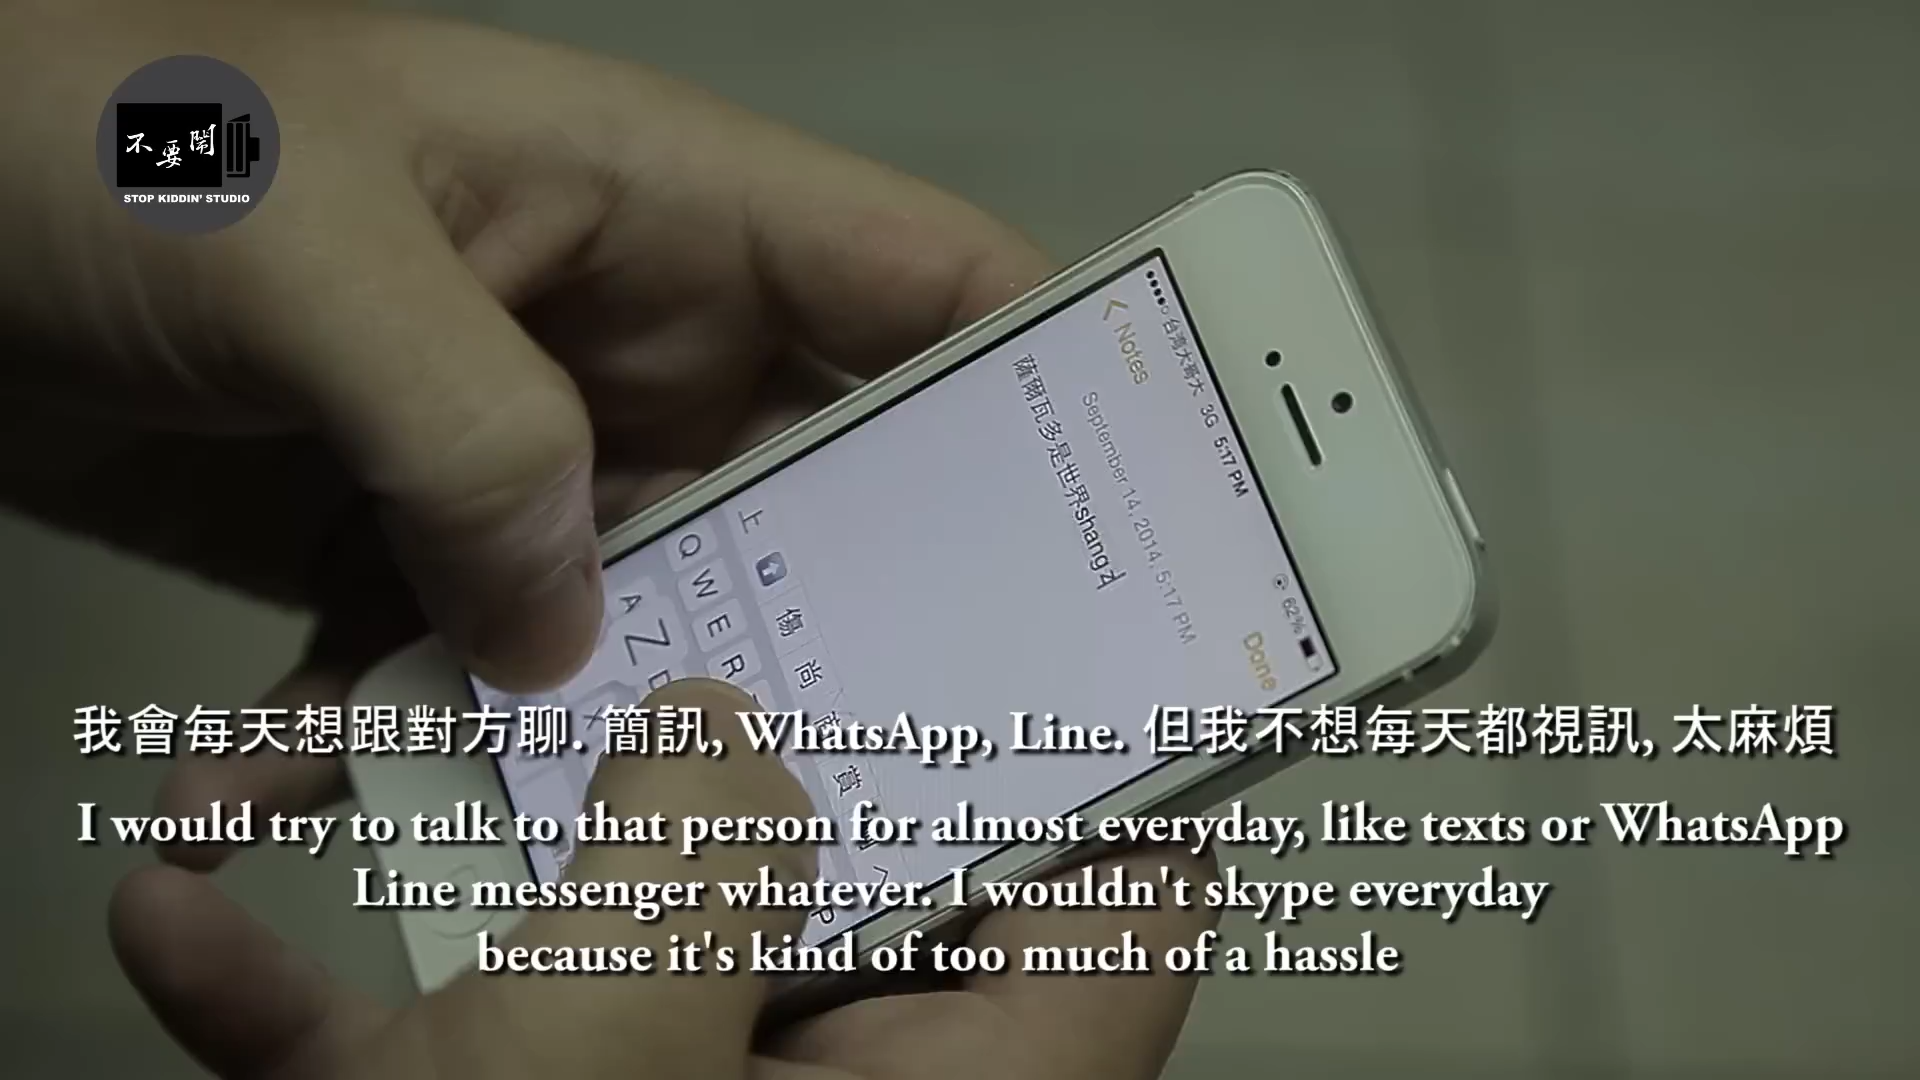 不要鬧
STOP KIDDIN' STUDIO
台灣大哥大 3G 5:17 PM 62%
Notes Done
September 14, 2014, 5:17 PM
薩爾瓦多是世界shang z
上 傷 尚 賞
Q W E R
A Z D
P
我會每天想跟對方聊. 簡訊, WhatsApp, Line. 但我不想每天都視訊, 太麻煩
I would try to talk to that person for almost everyday, like texts or WhatsApp
Line messenger whatever. I wouldn't skype everyday
because it's kind of too much of a hassle